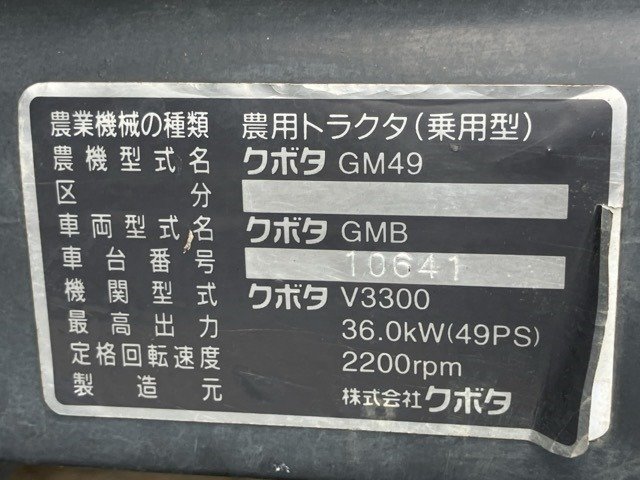 農業機械の種類 農用トラクタ(乗用型)
農機型式名 クボタ GM49
区分
車両型式名 クボタ GMB
車台番号 10641
機関型式 クボタ V3300
最高出力 36.0kW(49PS)
定格回転速度 2200rpm
製造元 株式会社クボタ